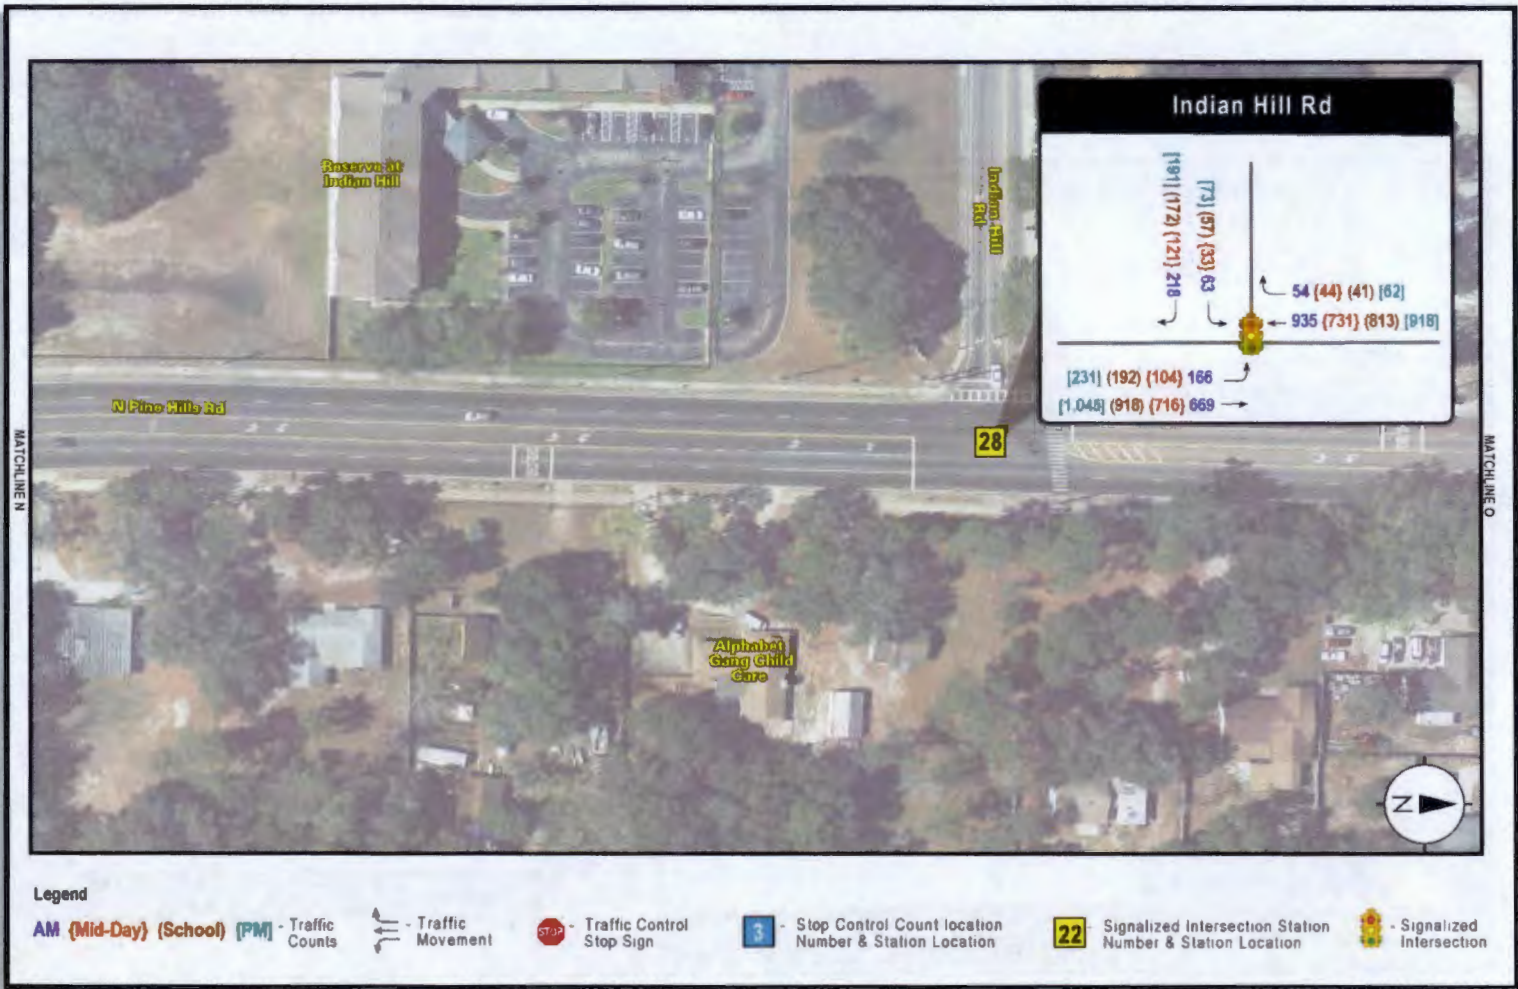 Indian Hill Rd
[191] (172) {121} 218
[73] (57) {33} 63
54 {44} (41) [62]
935 {731} (813) [918]
[231] (192) {104} 166
[1,045] (918) {716} 669
Reserve at
Indian Hill
Indian Hill
Rd
N Pine Hills Rd
28
MATCHLINE N
MATCHLINE O
Alphabet
Gang Child
Care
N
Legend
AM {Mid-Day} (School) [PM] - Traffic
Counts
- Traffic
Movement
STOP
- Traffic Control
Stop Sign
3
- Stop Control Count location
Number & Station Location
22
Signalized Intersection Station
Number & Station Location
- Signalized
Intersection